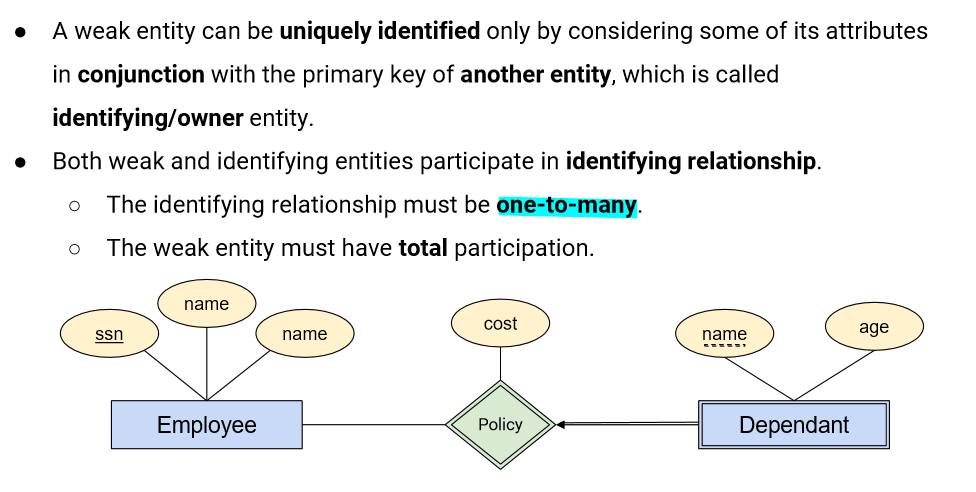 ● A weak entity can be uniquely identified only by considering some of its attributes
in conjunction with the primary key of another entity, which is called
identifying/owner entity.
● Both weak and identifying entities participate in identifying relationship.
○ The identifying relationship must be one-to-many.
○ The weak entity must have total participation.
ssn
name
name
cost
name
age
Employee
Policy
Dependant